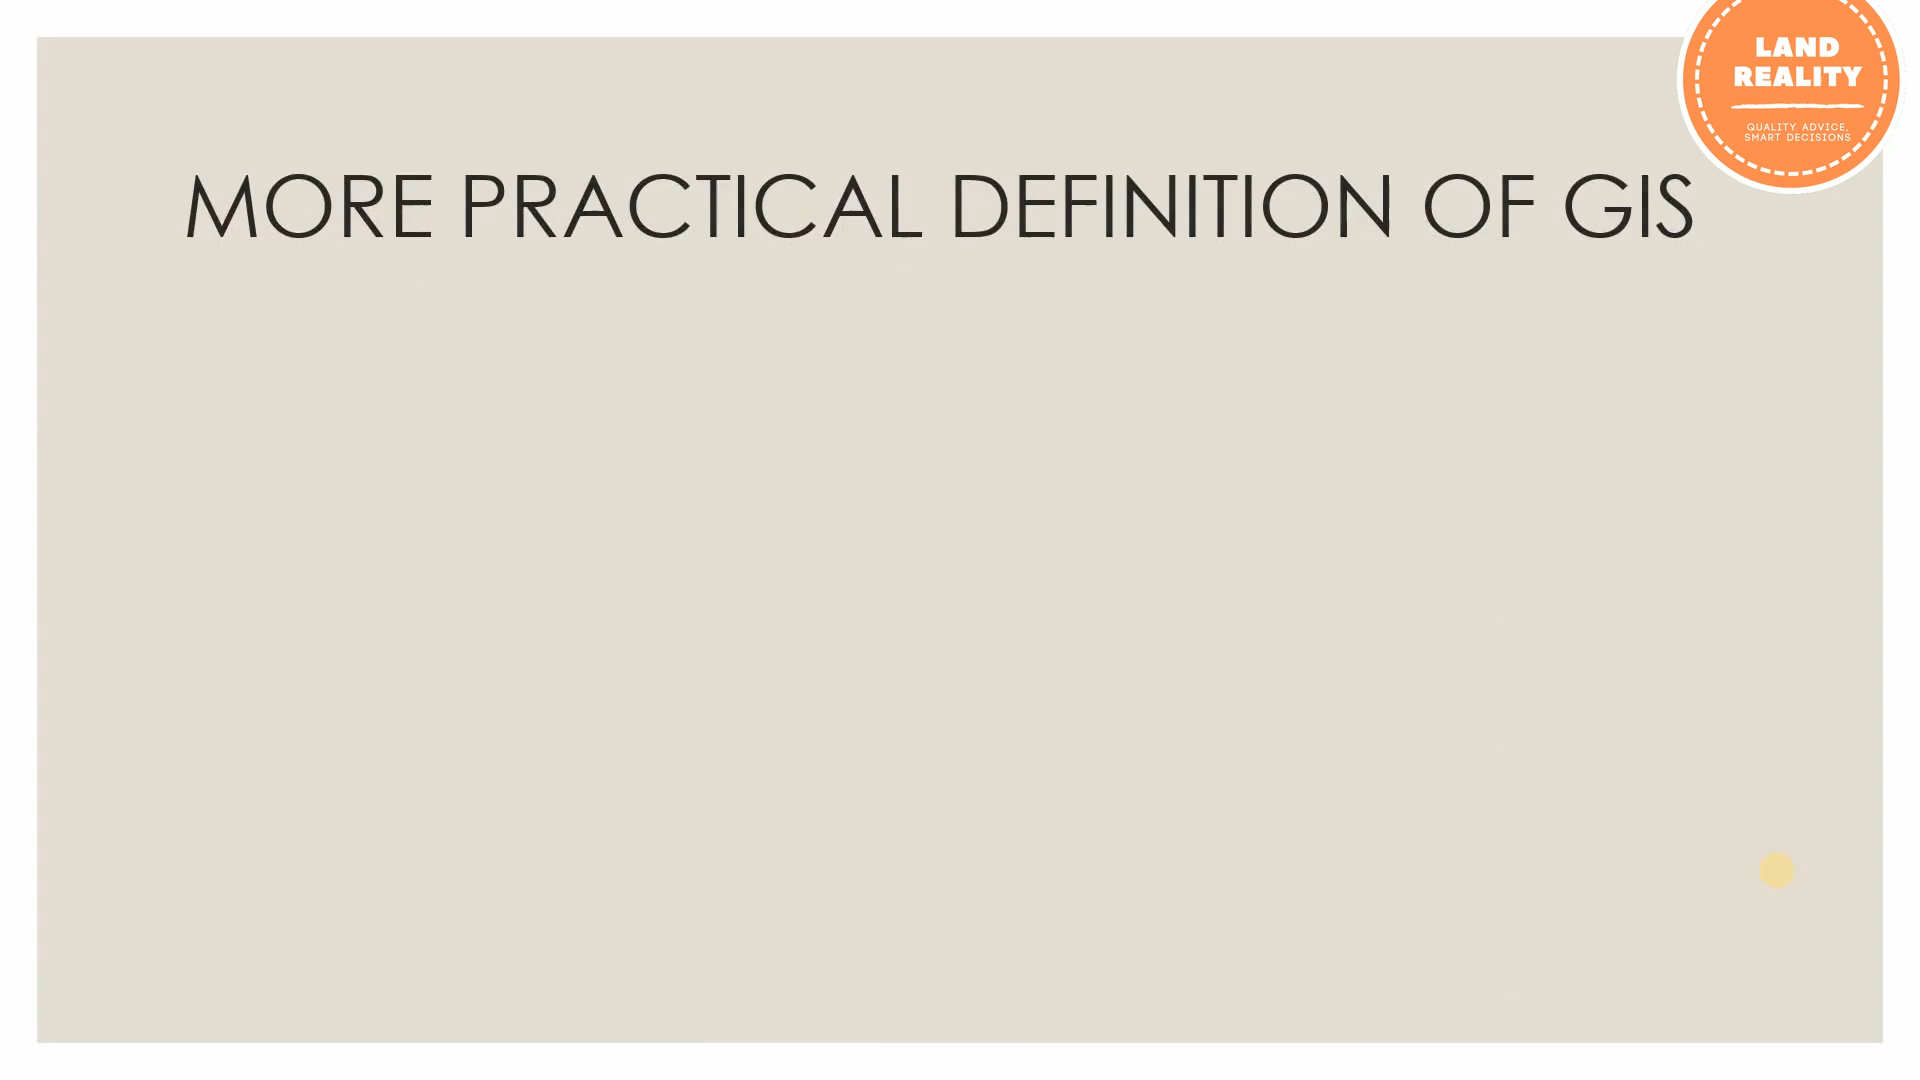 LAND
REALITY
QUALITY ADVICE,
SMART DECISIONS
MORE PRACTICAL DEFINITION OF GIS